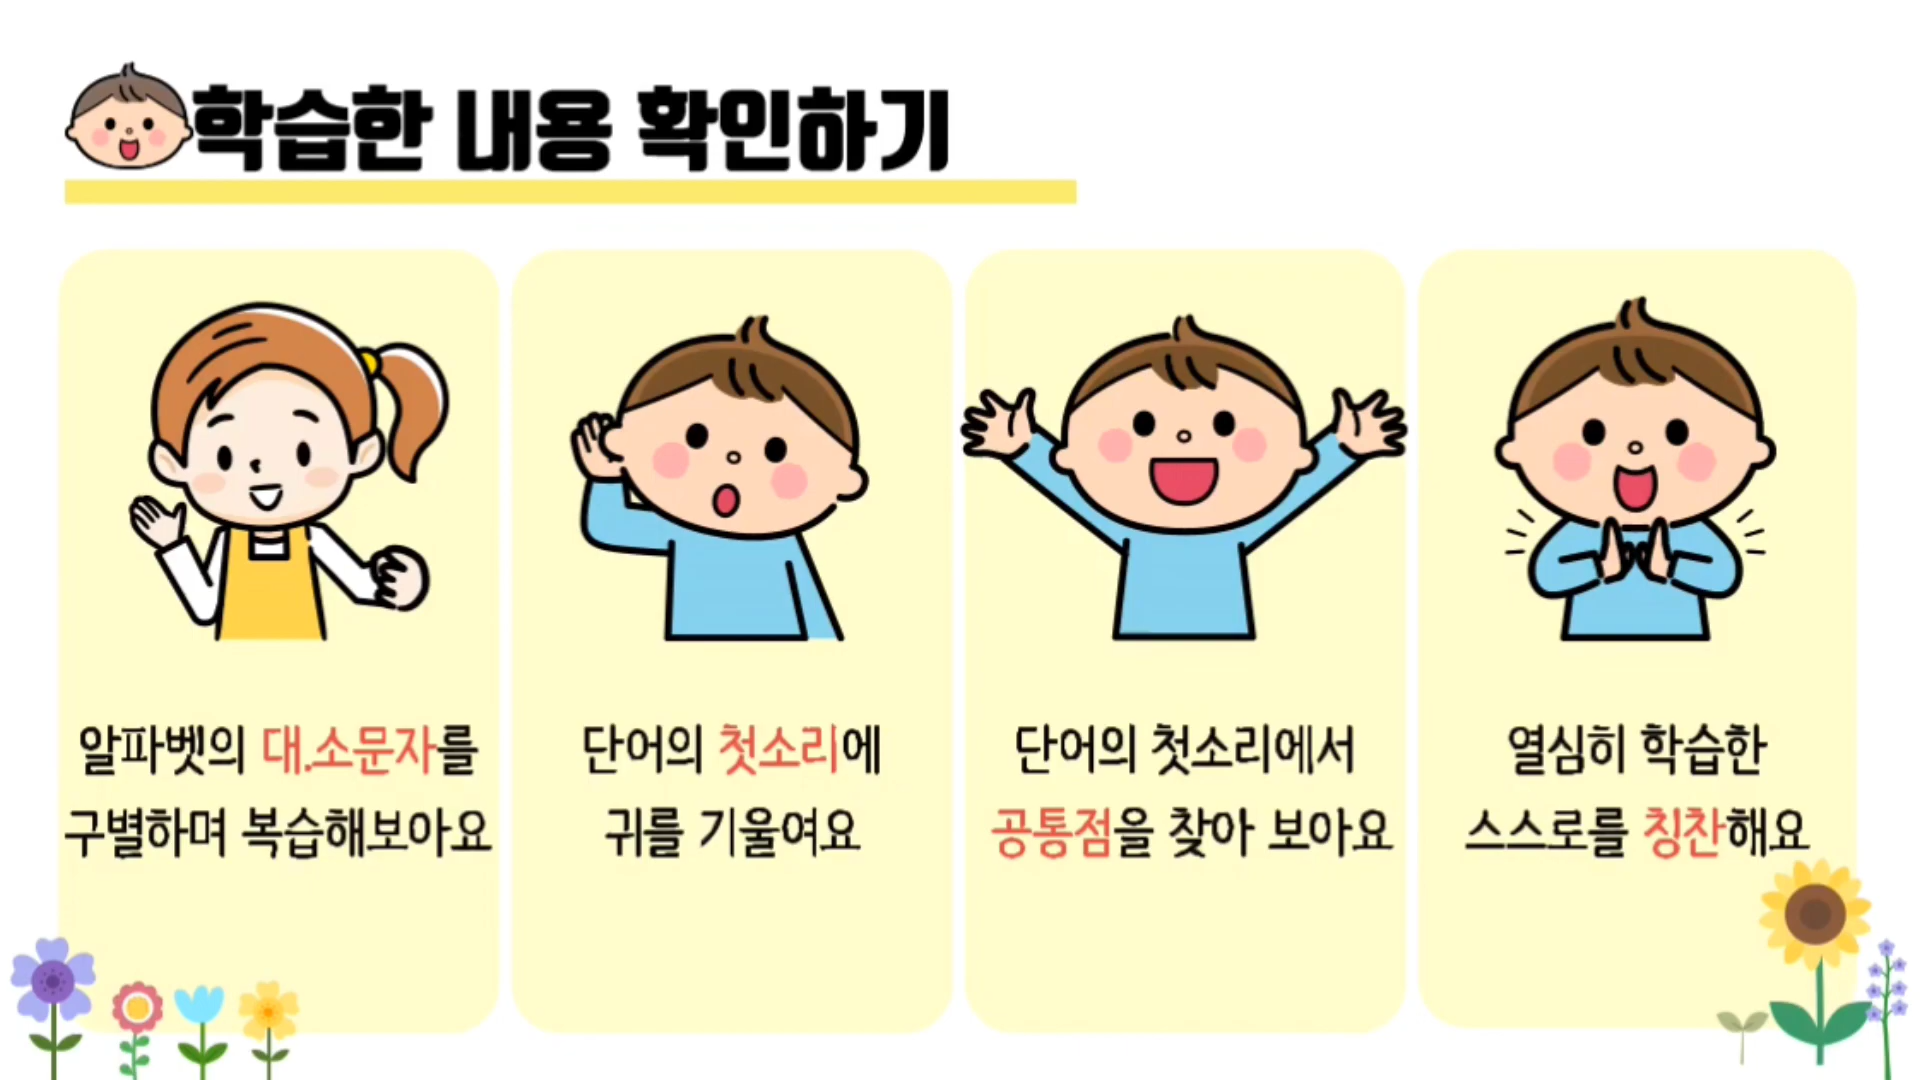 학습한 내용 확인하기
알파벳의 대.소문자를
구별하며 복습해보아요
단어의 첫소리에
귀를 기울여요
단어의 첫소리에서
공통점을 찾아 보아요
열심히 학습한
스스로를 칭찬해요